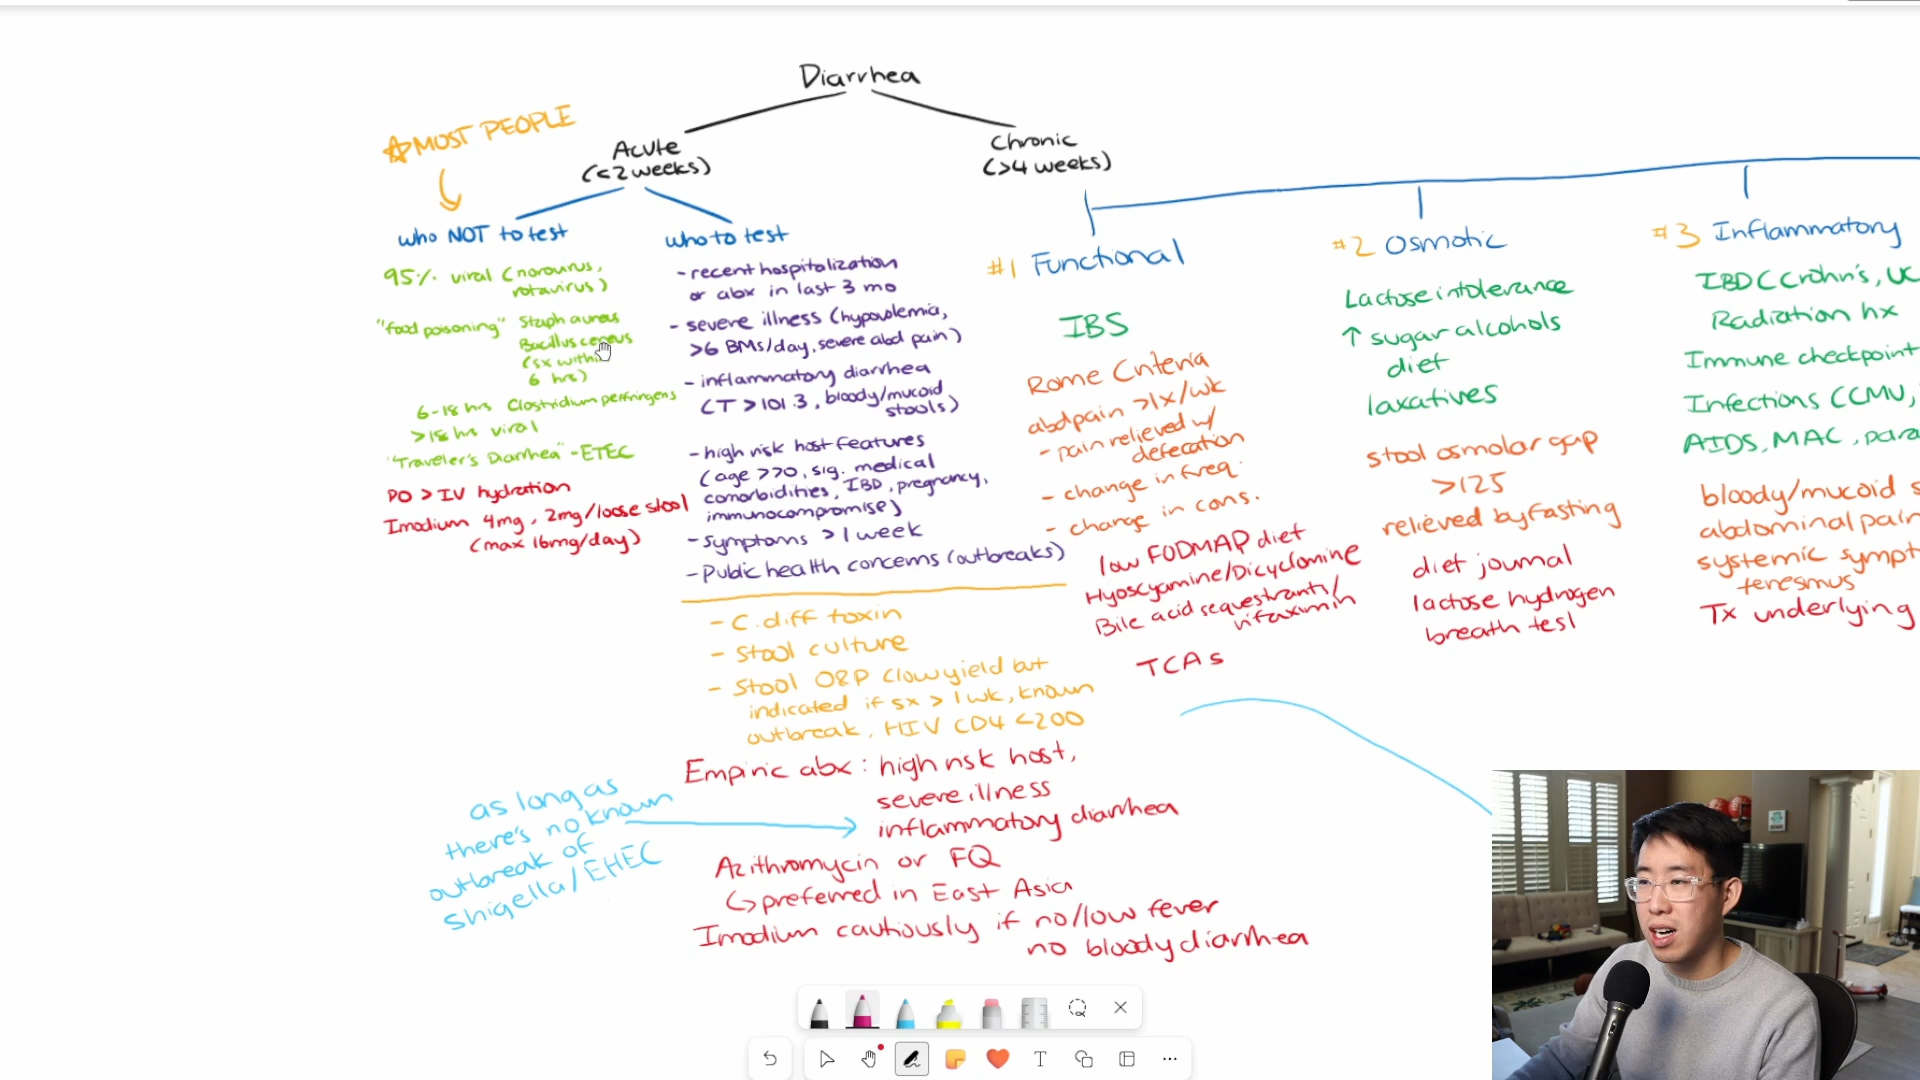 Diarrhea
☆MOST PEOPLE
Acute
(<2 weeks)
Chronic
(>4 weeks)
who NOT to test
95% viral (norovirus,
rotavirus)
"food poisoning" Staph aureus
Bacillus cereus
(sx within
6 hrs)
6-18 hrs Clostridium perfringens
>18 hrs viral
"Traveler's Diarrhea" - ETEC
PO > IV hydration
Imodium 4mg, 2mg/loose stool
(max 16mg/day)
who to test
- recent hospitalization
or abx in last 3 mo
- severe illness (hypovolemia,
>6 BMs/day, severe abd pain)
- inflammatory diarrhea
(T > 101.3, bloody/mucoid
stools)
- high risk host features
(age >70, sig. medical
comorbidities, IBD, pregnancy,
immunocompromise)
- symptoms > 1 week
- Public health concerns (outbreaks)
- C. diff toxin
- Stool culture
- Stool O&P (low yield but
indicated if sx > 1 wk, known
outbreak, HIV CD4 <200
Empiric abx: high risk host,
severe illness
inflammatory diarrhea
as long as
there's no known
outbreak of
Shigella/EHEC
Azithromycin or FQ
↳ preferred in East Asia
Imodium cautiously if no/low fever
no bloody diarrhea
#1 Functional
IBS
Rome Criteria
abd pain >1x/wk
- pain relieved w/
defecation
- change in freq.
- change in cons.
low FODMAP diet
Hyoscyamine/Dicyclomine
Bile acid sequestrants/
rifaximin
TCAs
#2 Osmotic
Lactose intolerance
↑ sugar alcohols
diet
laxatives
stool osmolar gap
>125
relieved by fasting
diet journal
lactose hydrogen
breath test
#3 Inflammatory
IBD (Crohn's, UC
Radiation hx
Immune checkpoint
Infections (CMV,
AIDS, MAC, para
bloody/mucoid s
abdominal pain
systemic sympt
tenesmus
Tx underlying
T